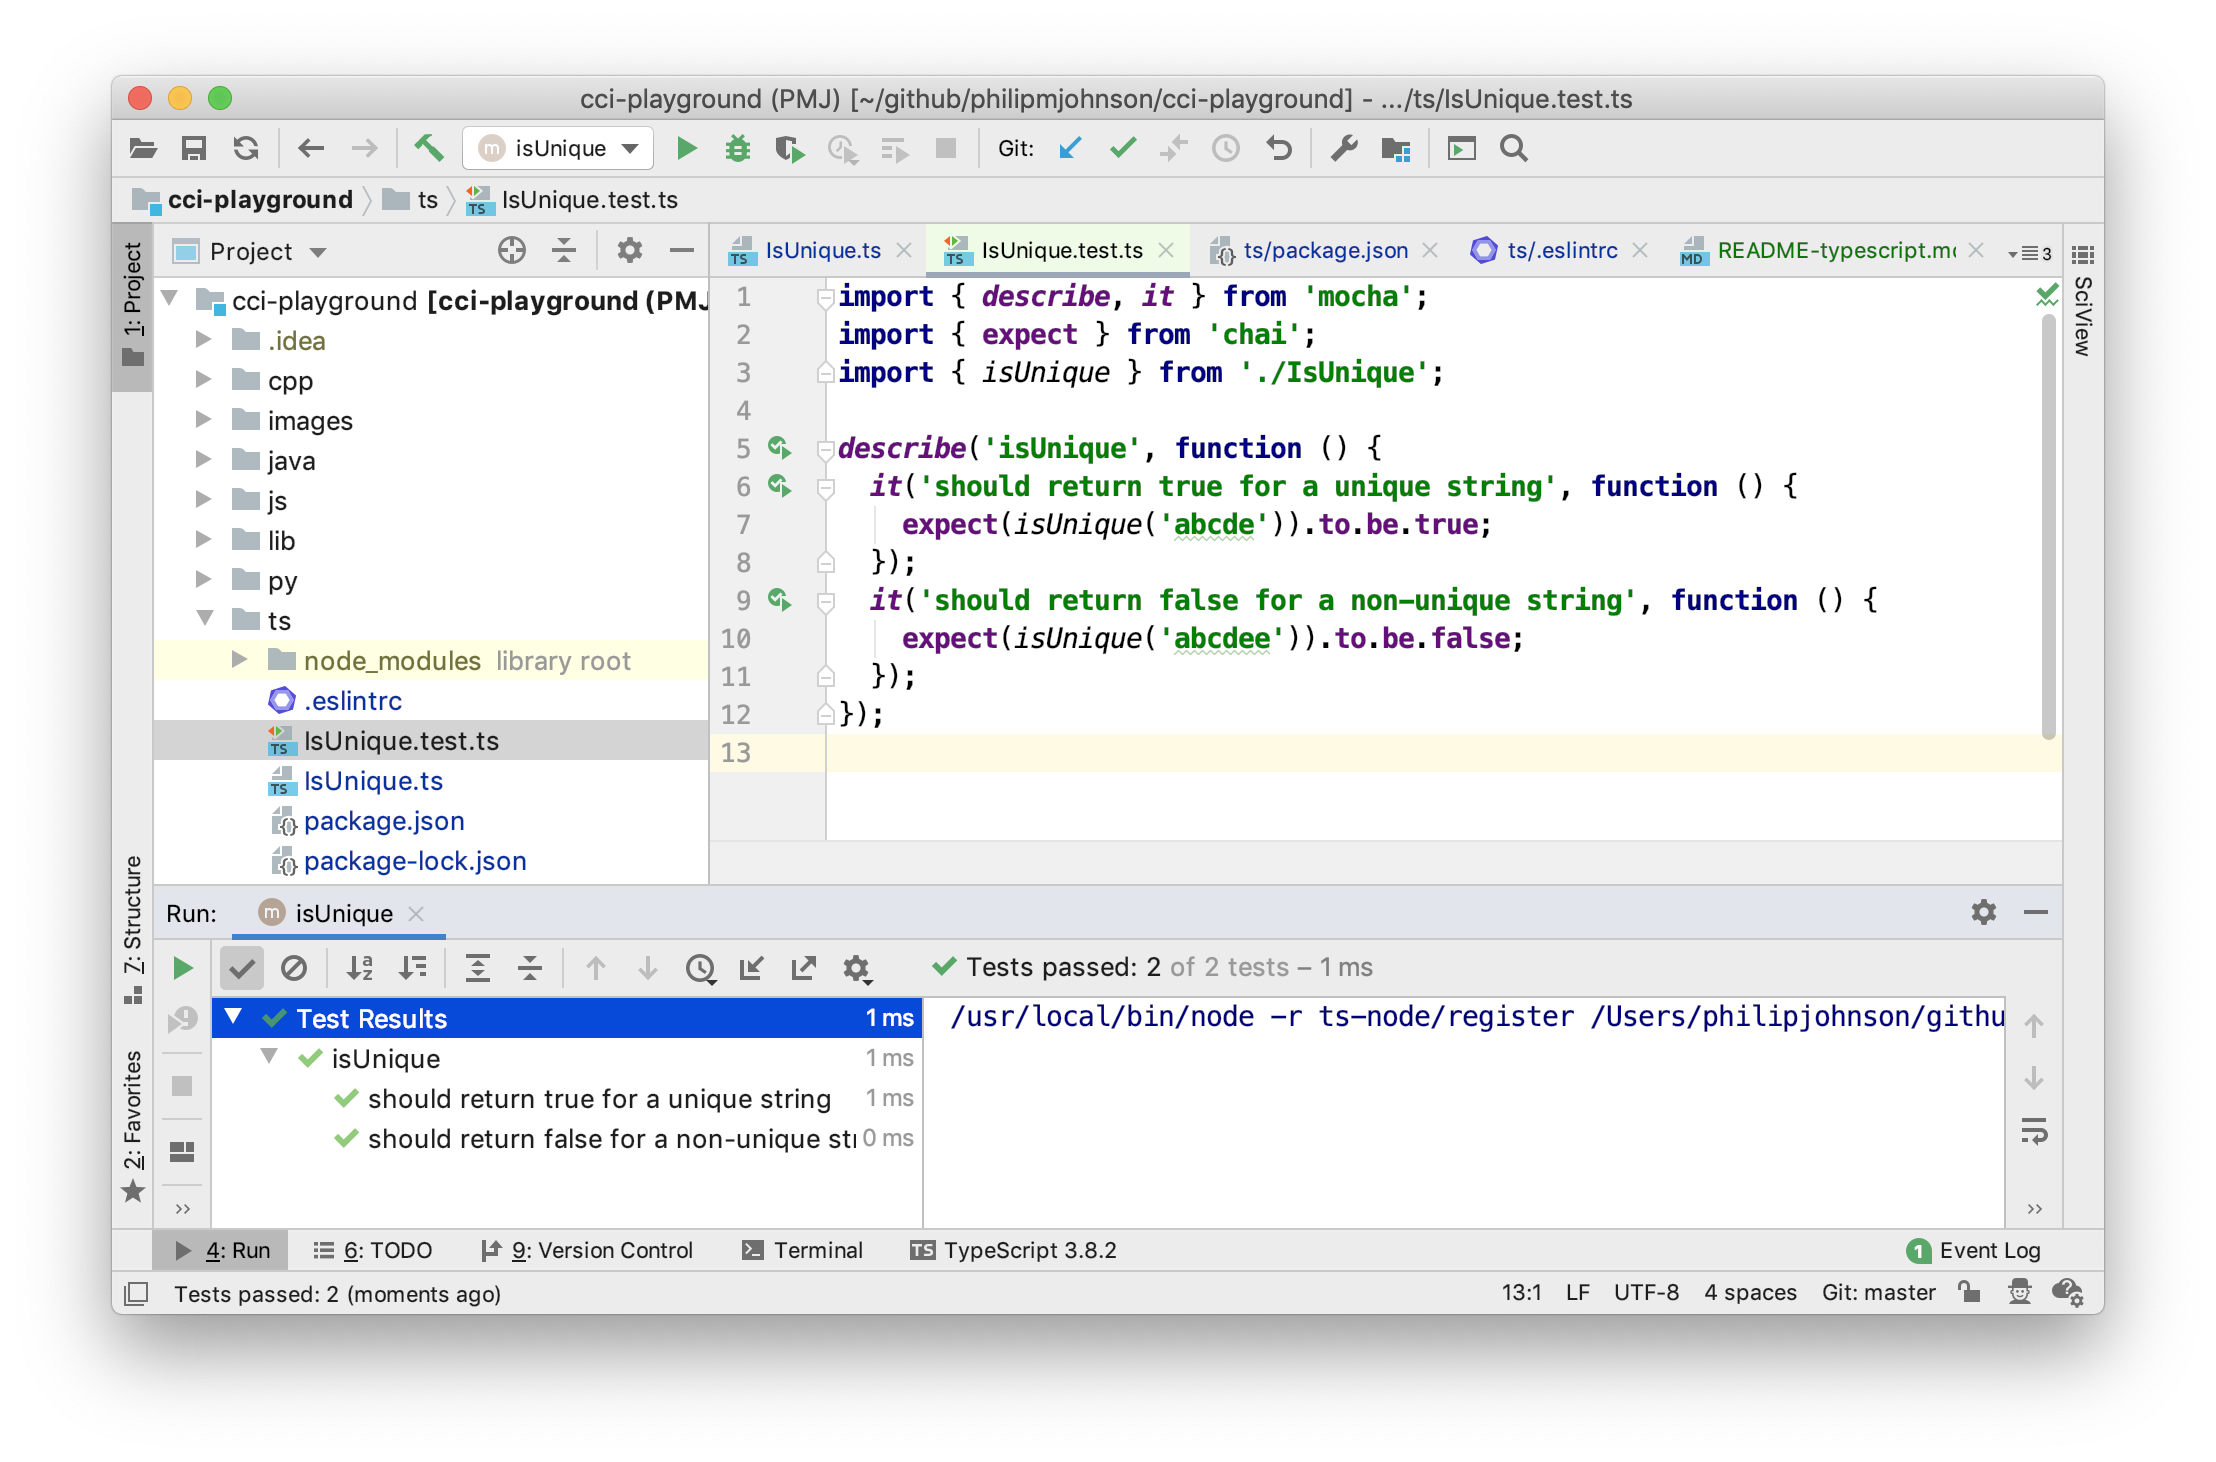 cci-playground (PMJ) [~/github/philipmjohnson/cci-playground] - .../ts/IsUnique.test.ts
m isUnique Git:
cci-playground ts TS IsUnique.test.ts
1: Project
Project
TS IsUnique.ts TS IsUnique.test.ts {} ts/package.json ts/.eslintrc MD README-typescript.mc 3
SciView
cci-playground [cci-playground (PMJ
.idea
cpp
images
java
js
lib
py
ts
node_modules library root
.eslintrc
TS IsUnique.test.ts
TS IsUnique.ts
{} package.json
{} package-lock.json
1 import { describe, it } from 'mocha';
2 import { expect } from 'chai';
3 import { isUnique } from './IsUnique';
4
5 describe('isUnique', function () {
6 it('should return true for a unique string', function () {
7 expect(isUnique('abcde')).to.be.true;
8 });
9 it('should return false for a non-unique string', function () {
10 expect(isUnique('abcdee')).to.be.false;
11 });
12 });
13
7: Structure
2: Favorites
Run: m isUnique
Tests passed: 2 of 2 tests – 1 ms
Test Results 1 ms
isUnique 1 ms
should return true for a unique string 1 ms
should return false for a non-unique stı 0 ms
/usr/local/bin/node -r ts-node/register /Users/philipjohnson/githu
4: Run 6: TODO 9: Version Control Terminal TS TypeScript 3.8.2 1 Event Log
Tests passed: 2 (moments ago) 13:1 LF UTF-8 4 spaces Git: master